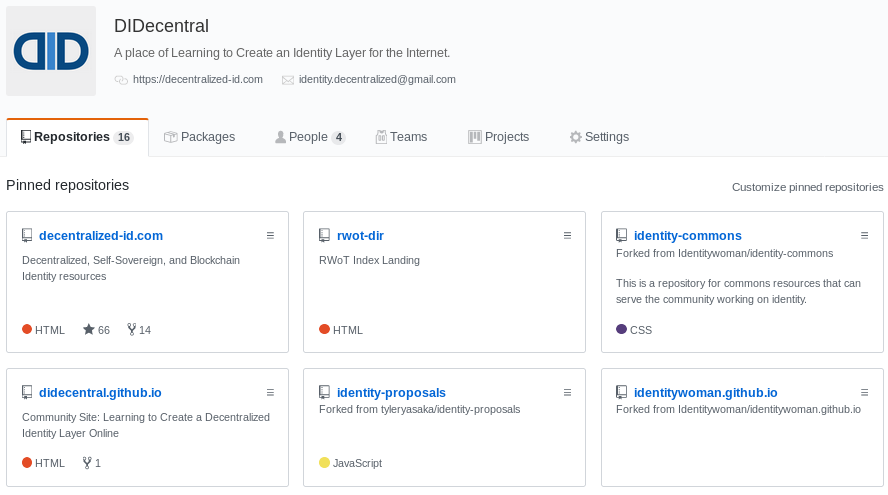 DID
DIDecentral
A place of Learning to Create an Identity Layer for the Internet.
https://decentralized-id.com identity.decentralized@gmail.com
Repositories 16 Packages People 4 Teams Projects Settings
Pinned repositories Customize pinned repositories
decentralized-id.com
Decentralized, Self-Sovereign, and Blockchain
Identity resources
HTML 66 14
rwot-dir
RWoT Index Landing
HTML
identity-commons
Forked from Identitywoman/identity-commons
This is a repository for commons resources that can
serve the community working on identity.
CSS
didecentral.github.io
Community Site: Learning to Create a Decentralized
Identity Layer Online
HTML 1
identity-proposals
Forked from tyleryasaka/identity-proposals
JavaScript
identitywoman.github.io
Forked from Identitywoman/identitywoman.github.io